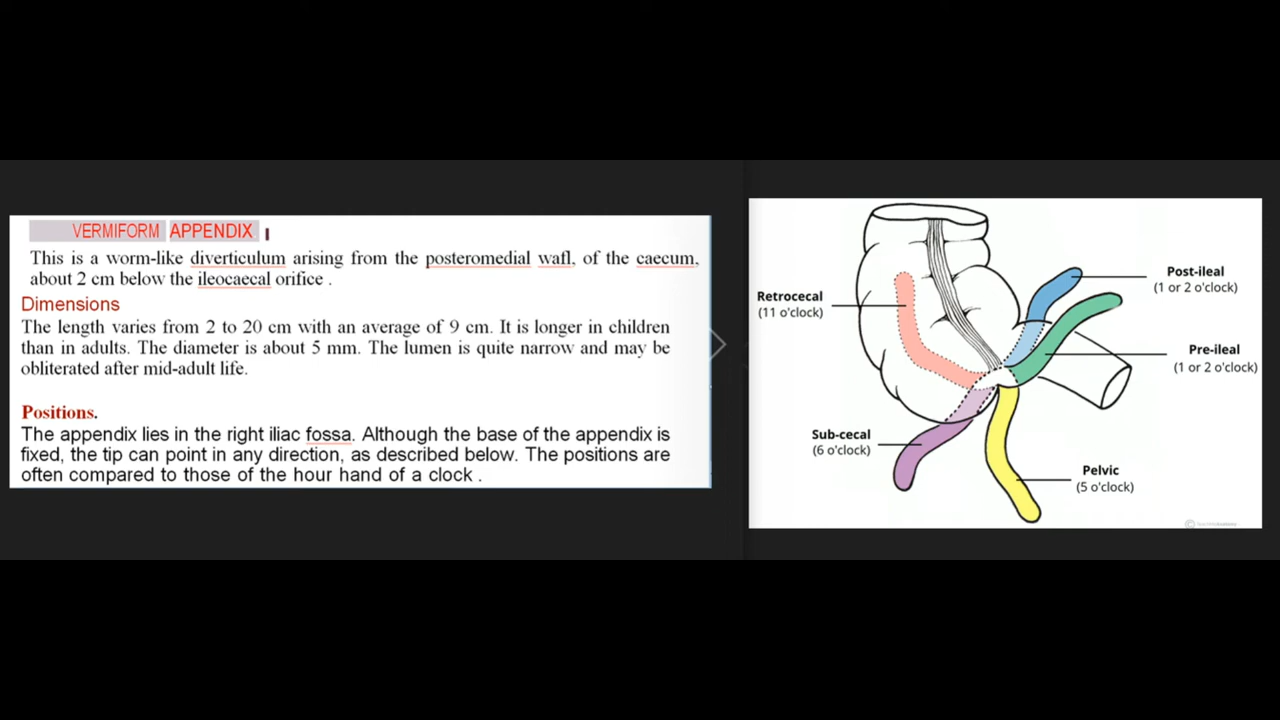 VERMIFORM APPENDIX
This is a worm-like diverticulum arising from the posteromedial wafl, of the caecum,
about 2 cm below the ileocaecal orifice .
Dimensions
The length varies from 2 to 20 cm with an average of 9 cm. It is longer in children
than in adults. The diameter is about 5 mm. The lumen is quite narrow and may be
obliterated after mid-adult life.
Positions.
The appendix lies in the right iliac fossa. Although the base of the appendix is
fixed, the tip can point in any direction, as described below. The positions are
often compared to those of the hour hand of a clock .
Post-ileal
(1 or 2 o'clock)
Retrocecal
(11 o'clock)
Pre-ileal
(1 or 2 o'clock)
Sub-cecal
(6 o'clock)
Pelvic
(5 o'clock)